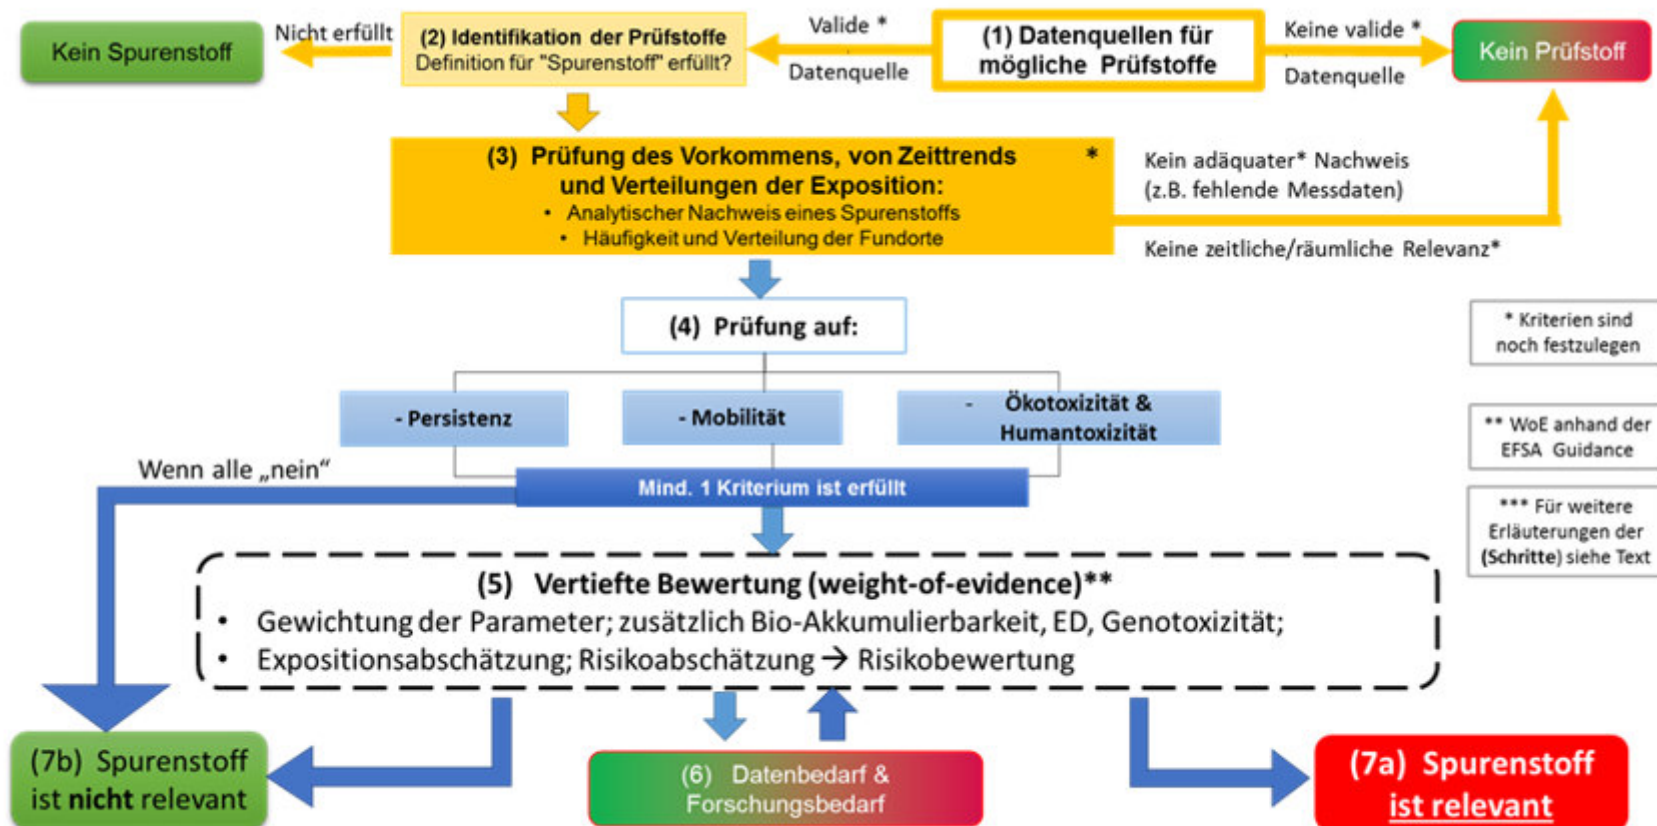 Kein Spurenstoff
Nicht erfüllt
(2) Identifikation der Prüfstoffe
Definition für "Spurenstoff" erfüllt?
Valide *
Datenquelle
(1) Datenquellen für
mögliche Prüfstoffe
Keine valide *
Datenquelle
Kein Prüfstoff
(3) Prüfung des Vorkommens, von Zeittrends *
und Verteilungen der Exposition:
• Analytischer Nachweis eines Spurenstoffs
• Häufigkeit und Verteilung der Fundorte
Kein adäquater* Nachweis
(z.B. fehlende Messdaten)
Keine zeitliche/räumliche Relevanz*
(4) Prüfung auf:
* Kriterien sind
noch festzulegen
- Persistenz
- Mobilität
- Ökotoxizität &
Humantoxizität
** WoE anhand der
EFSA Guidance
Wenn alle „nein“
Mind. 1 Kriterium ist erfüllt
*** Für weitere
Erläuterungen der
(Schritte) siehe Text
(5) Vertiefte Bewertung (weight-of-evidence)**
• Gewichtung der Parameter; zusätzlich Bio-Akkumulierbarkeit, ED, Genotoxizität;
• Expositionsabschätzung; Risikoabschätzung → Risikobewertung
(7b) Spurenstoff
ist nicht relevant
(6) Datenbedarf &
Forschungsbedarf
(7a) Spurenstoff
ist relevant